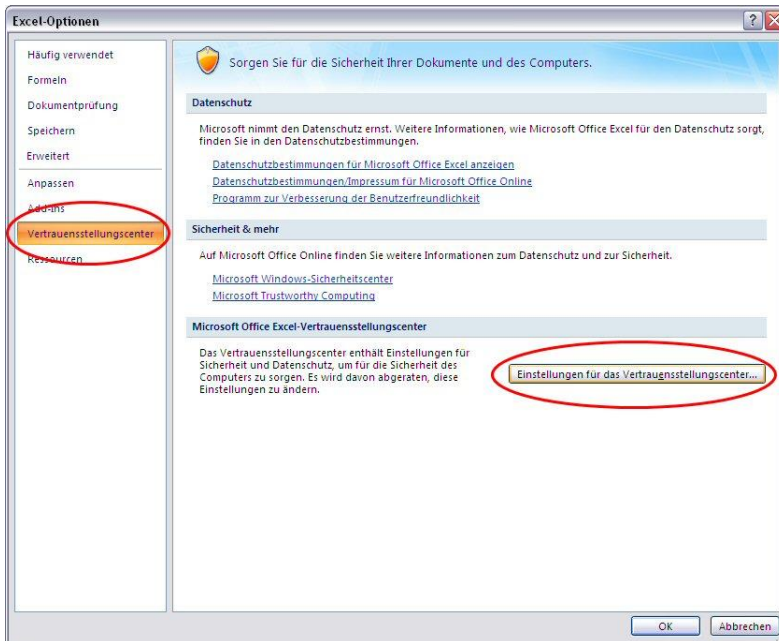 Excel-Optionen
Häufig verwendet
Formeln
Dokumentprüfung
Speichern
Erweitert
Anpassen
Add-Ins
Vertrauensstellungscenter
Ressourcen
Sorgen Sie für die Sicherheit Ihrer Dokumente und des Computers.
Datenschutz
Microsoft nimmt den Datenschutz ernst. Weitere Informationen, wie Microsoft Office Excel für den Datenschutz sorgt,
finden Sie in den Datenschutzbestimmungen.
Datenschutzbestimmungen für Microsoft Office Excel anzeigen
Datenschutzbestimmungen/Impressum für Microsoft Office Online
Programm zur Verbesserung der Benutzerfreundlichkeit
Sicherheit & mehr
Auf Microsoft Office Online finden Sie weitere Informationen zum Datenschutz und zur Sicherheit.
Microsoft Windows-Sicherheitscenter
Microsoft Trustworthy Computing
Microsoft Office Excel-Vertrauensstellungscenter
Das Vertrauensstellungscenter enthält Einstellungen für
Sicherheit und Datenschutz, um für die Sicherheit des
Computers zu sorgen. Es wird davon abgeraten, diese
Einstellungen zu ändern.
Einstellungen für das Vertrauensstellungscenter...
OK
Abbrechen